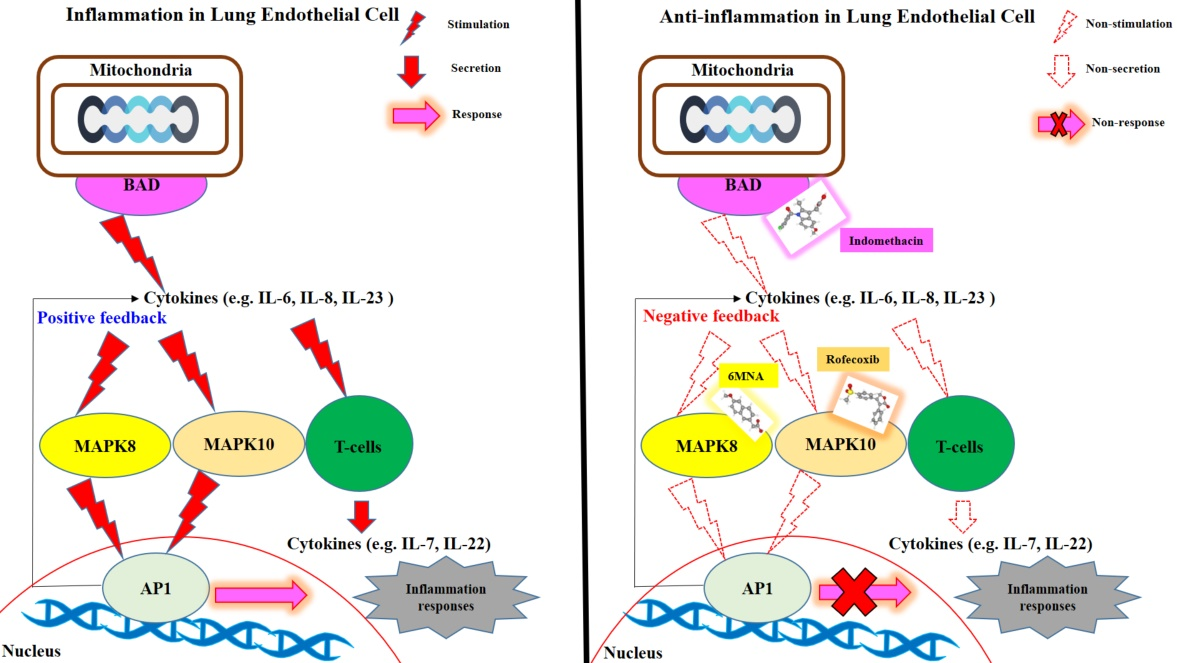 Inflammation in Lung Endothelial Cell
Stimulation
Secretion
Response
Mitochondria
BAD
Cytokines (e.g. IL-6, IL-8, IL-23 )
Positive feedback
MAPK8
MAPK10
T-cells
Cytokines (e.g. IL-7, IL-22)
AP1
Inflammation
responses
Nucleus
Anti-inflammation in Lung Endothelial Cell
Non-stimulation
Non-secretion
Non-response
Mitochondria
BAD
Indomethacin
Cytokines (e.g. IL-6, IL-8, IL-23 )
Negative feedback
6MNA
Rofecoxib
MAPK8
MAPK10
T-cells
Cytokines (e.g. IL-7, IL-22)
AP1
Inflammation
responses
Nucleus